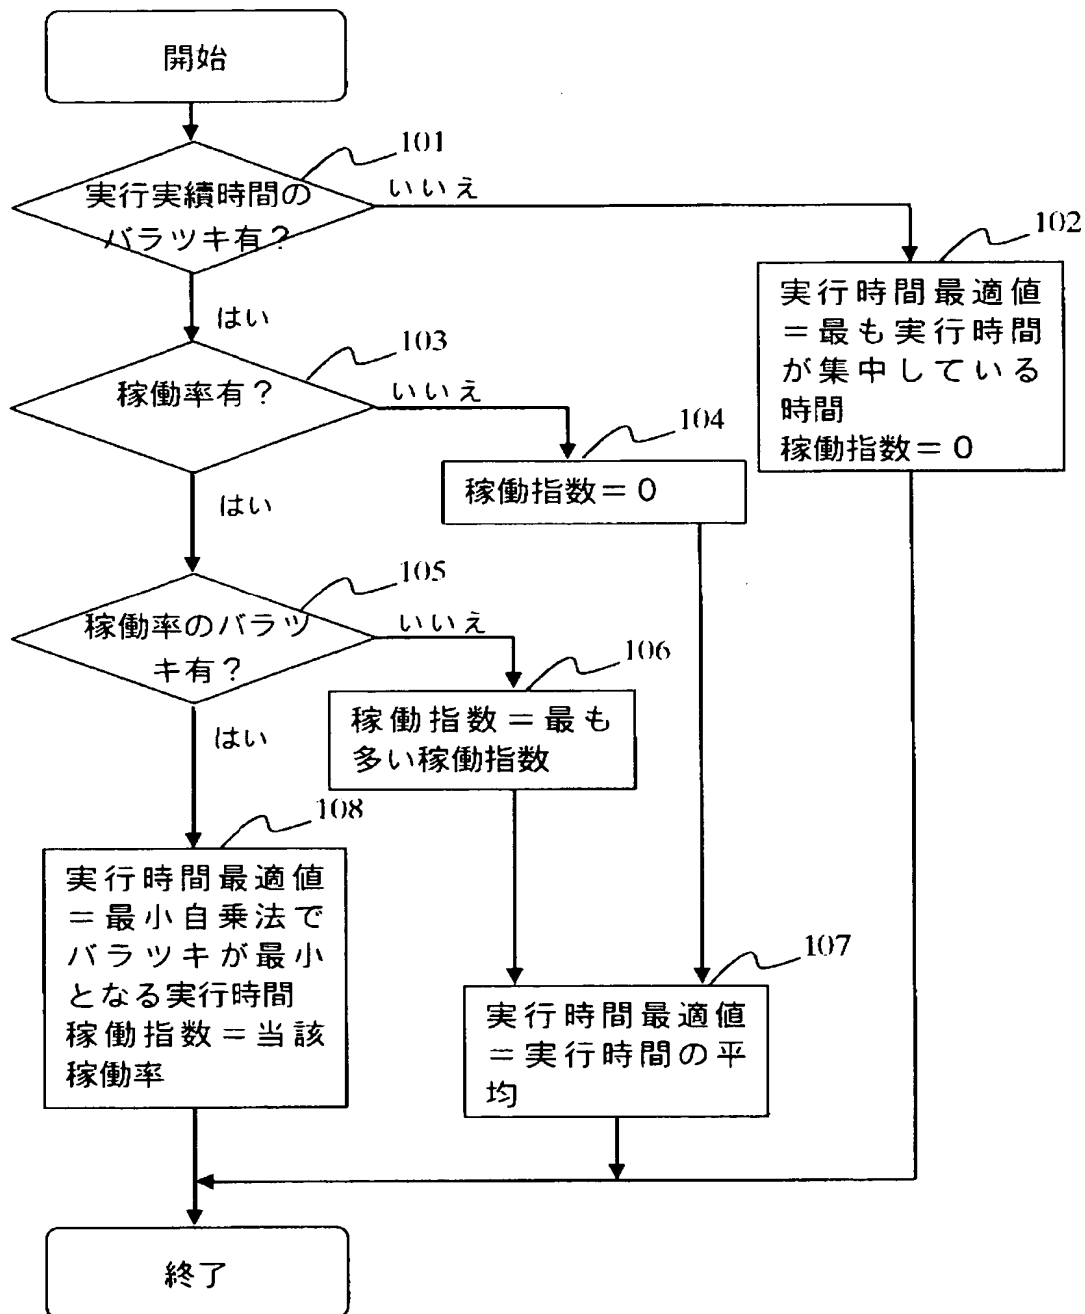 開始
101
実行実績時間の
バラツキ有？
いいえ
はい
102
実行時間最適値
＝最も実行時間
が集中している
時間
稼働指数＝０
103
稼働率有？
いいえ
はい
104
稼働指数＝０
105
稼働率のバラツ
キ有？
いいえ
はい
106
稼働指数＝最も
多い稼働指数
108
実行時間最適値
＝最小自乗法で
バラツキが最小
となる実行時間
稼働指数＝当該
稼働率
107
実行時間最適値
＝実行時間の平
均
終了